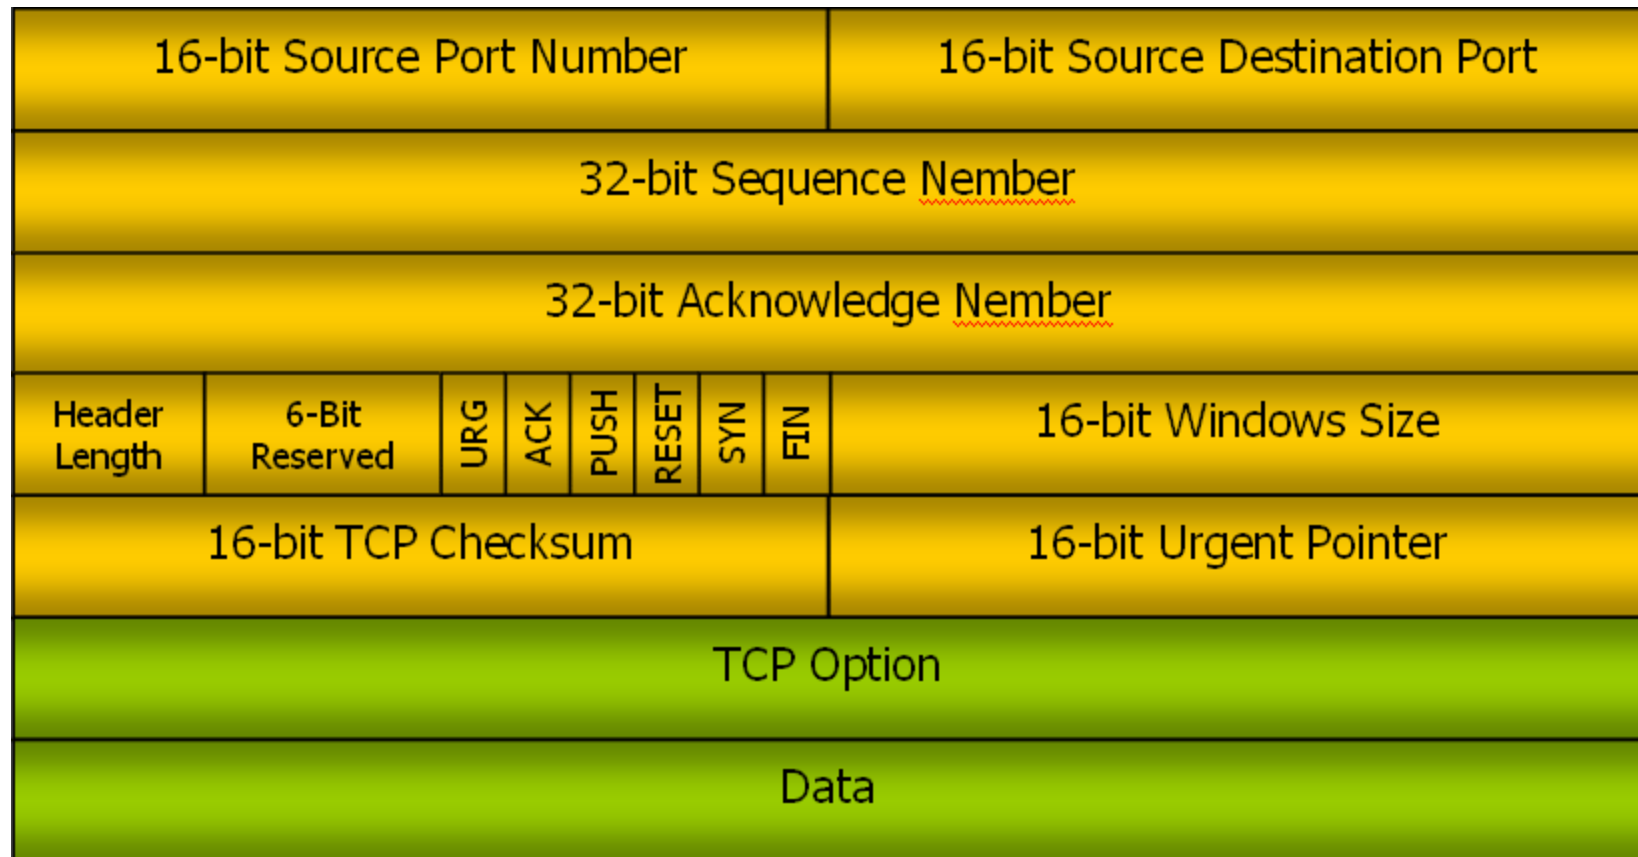 16-bit Source Port Number
16-bit Source Destination Port
32-bit Sequence Nember
32-bit Acknowledge Nember
Header
Length
6-Bit
Reserved
URG
ACK
PUSH
RESET
SYN
FIN
16-bit Windows Size
16-bit TCP Checksum
16-bit Urgent Pointer
TCP Option
Data